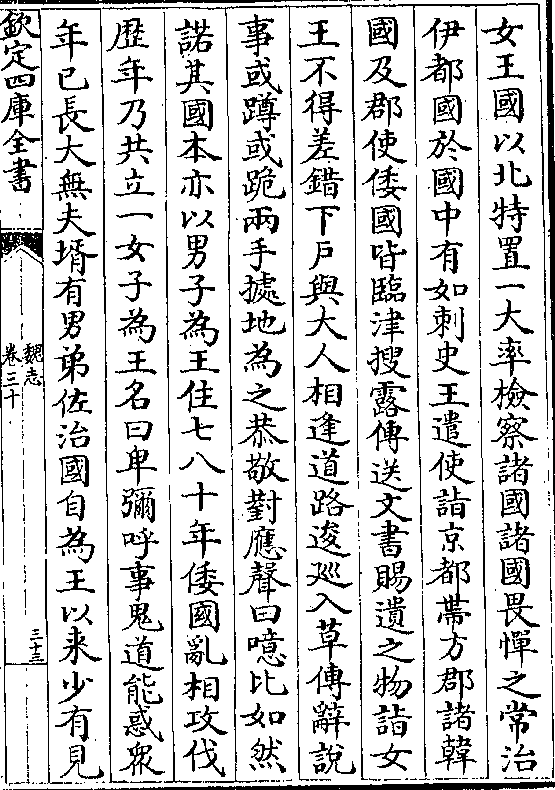 女王國以北特置一大率檢察諸國諸國畏憚之常治
伊都國於國中有如刺史王遣使詣京都帶方郡諸韓
國及郡使倭國皆臨津搜露傳送文書賜遺之物詣女
王不得差錯下戶與大人相逢道路逡巡入草傳辭說
事或蹲或跪兩手據地為之恭敬對應聲曰噫比如然
諾其國本亦以男子為王住七八十年倭國亂相攻伐
歴年乃共立一女子為王名曰卑彌呼事鬼道能惑衆
年已長大無夫壻有男弟佐治國自為王以來少有見
欽定四庫全書
魏志
卷三十
三十三